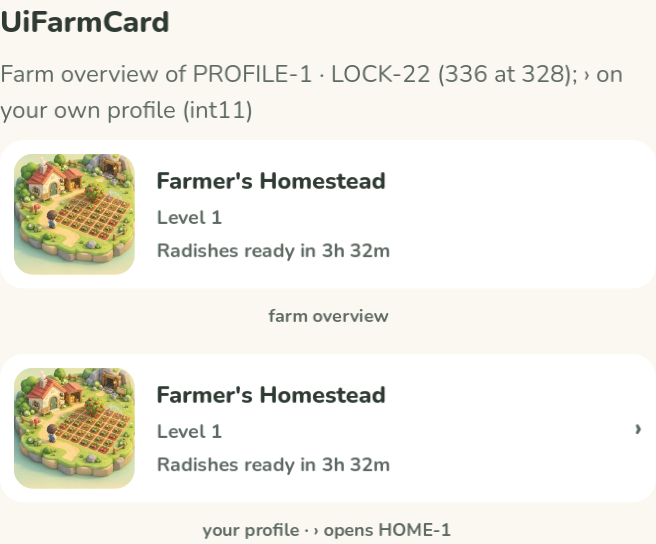 UiFarmCard
Farm overview of PROFILE-1 · LOCK-22 (336 at 328); › on
your own profile (int11)
Farmer's Homestead
Level 1
Radishes ready in 3h 32m
farm overview
Farmer's Homestead
Level 1
Radishes ready in 3h 32m
›
your profile · › opens HOME-1